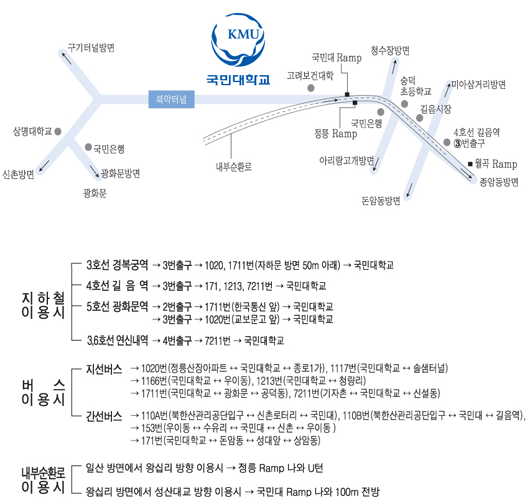 KMU
국민대학교
구기터널방면
북악터널
상명대학교
국민은행
신촌방면
광화문방면
광화문
고려보건대학
국민대 Ramp
청수장방면
숭덕
초등학교
미아삼거리방면
길음시장
국민은행
4호선 길음역
③번출구
정릉 Ramp
내부순환로
아리랑고개방면
월곡 Ramp
종암동방면
돈암동방면
지하철
이용시
3호선 경복궁역 → 3번출구 → 1020, 1711번(자하문 방면 50m 아래) → 국민대학교
4호선 길 음 역 → 3번출구 → 171, 1213, 7211번 → 국민대학교
5호선 광화문역 → 2번출구 → 1711번(한국통신 앞) → 국민대학교
→ 3번출구 → 1020번(교보문고 앞) → 국민대학교
3,6호선 연신내역 → 4번출구 → 7211번 → 국민대학교
버 스
이용시
지선버스 → 1020번(정릉산장아파트 ↔ 국민대학교 ↔ 종로1가), 1117번(국민대학교 ↔ 솔샘터널)
→ 1166번(국민대학교 ↔ 우이동), 1213번(국민대학교 ↔ 청량리)
→ 1711번(국민대학교 ↔ 광화문 ↔ 공덕동), 7211번(기자촌 ↔ 국민대학교 ↔ 신설동)
간선버스 → 110A번(북한산관리공단입구 ↔ 신촌로터리 ↔ 국민대), 110B번(북한산관리공단입구 ↔ 국민대 ↔ 길음역),
→ 153번(우이동 ↔ 수유리 ↔ 국민대 ↔ 신촌 ↔ 우이동 )
→ 171번(국민대학교 ↔ 돈암동 ↔ 성대앞 ↔ 상암동)
내부순환로
이용시
일산 방면에서 왕십리 방향 이용시 → 정릉 Ramp 나와 U턴
왕십리 방면에서 성산대교 방향 이용시 → 국민대 Ramp 나와 100m 전방